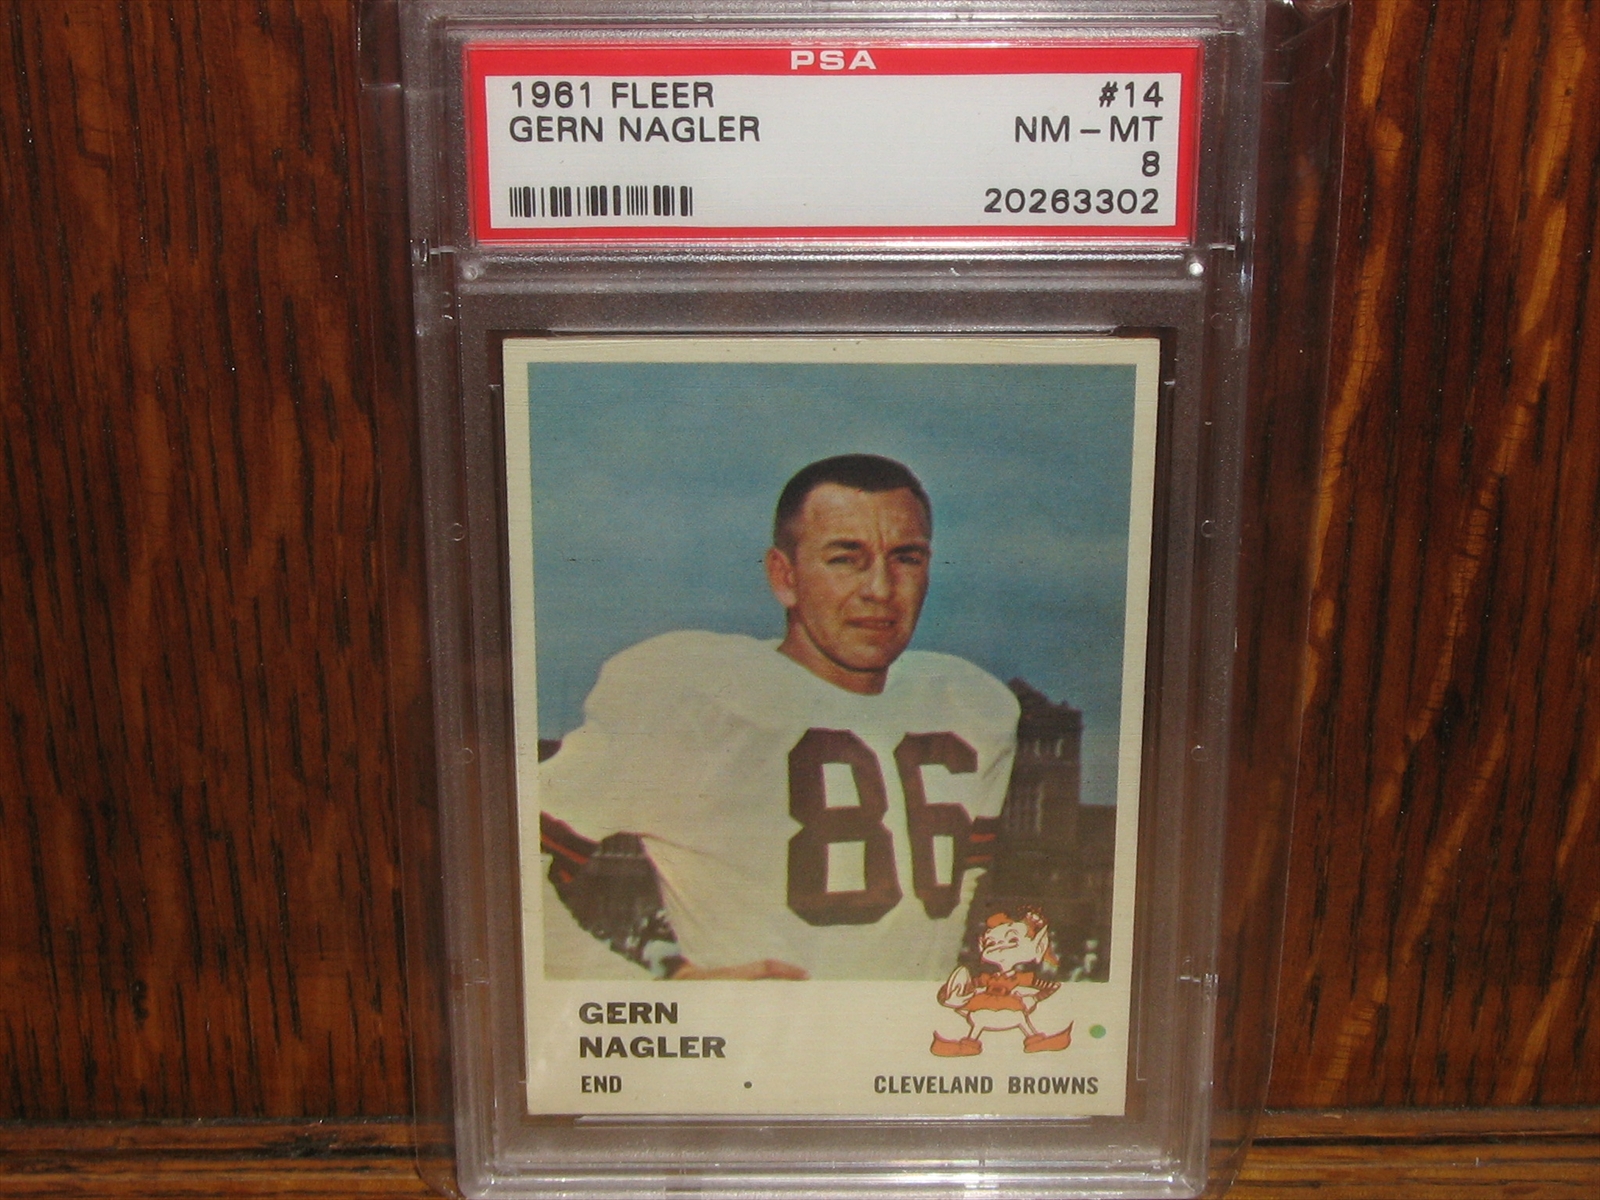 PSA
1961 FLEER #14
GERN NAGLER NM - MT
8
20263302
86
GERN
NAGLER
END • CLEVELAND BROWNS